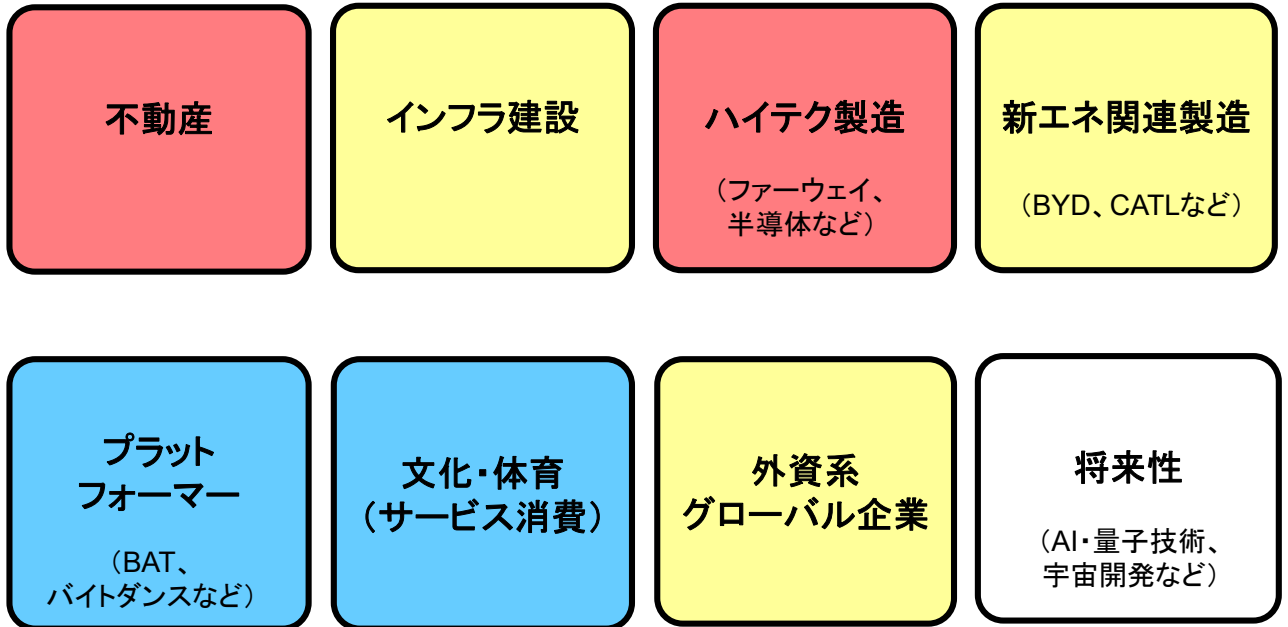 不動産
インフラ建設
ハイテク製造
（ファーウェイ、
半導体など）
新エネ関連製造
（BYD、CATLなど）
プラット
フォーマー
（BAT、
バイトダンスなど）
文化・体育
（サービス消費）
外資系
グローバル企業
将来性
（AI・量子技術、
宇宙開発など）